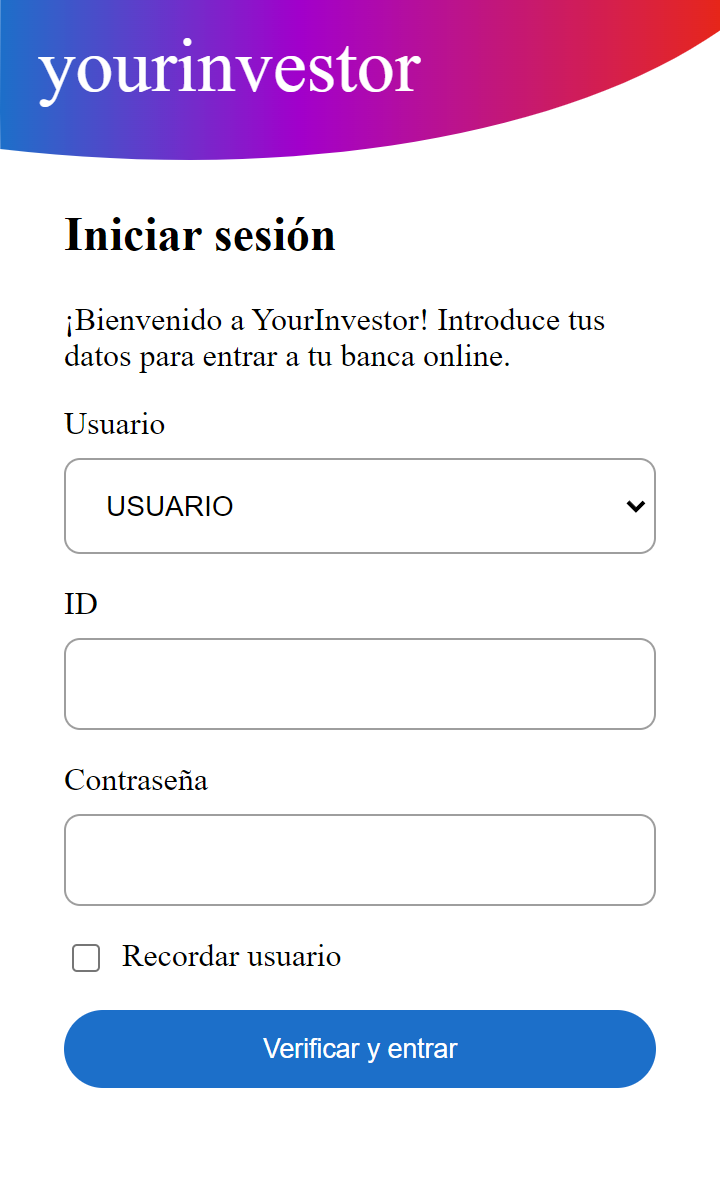 yourinvestor
Iniciar sesión
¡Bienvenido a YourInvestor! Introduce tus
datos para entrar a tu banca online.
Usuario
USUARIO
ID
Contraseña
Recordar usuario
Verificar y entrar